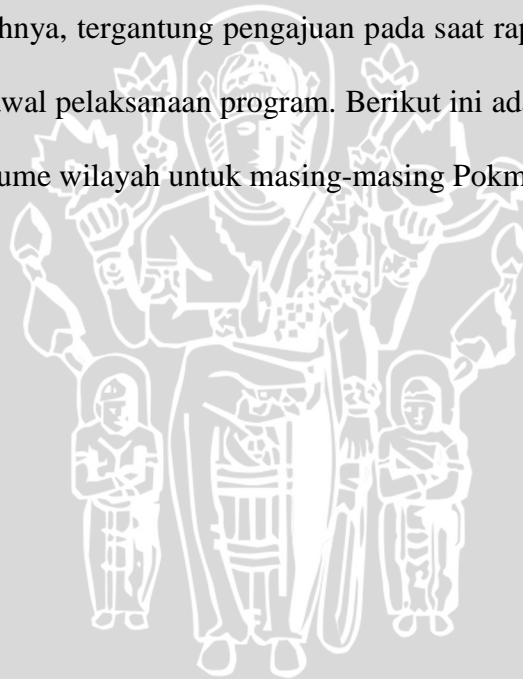 hnya, tergantung pengajuan pada saat rap
wal pelaksanaan program. Berikut ini ad
ume wilayah untuk masing-masing Pokm